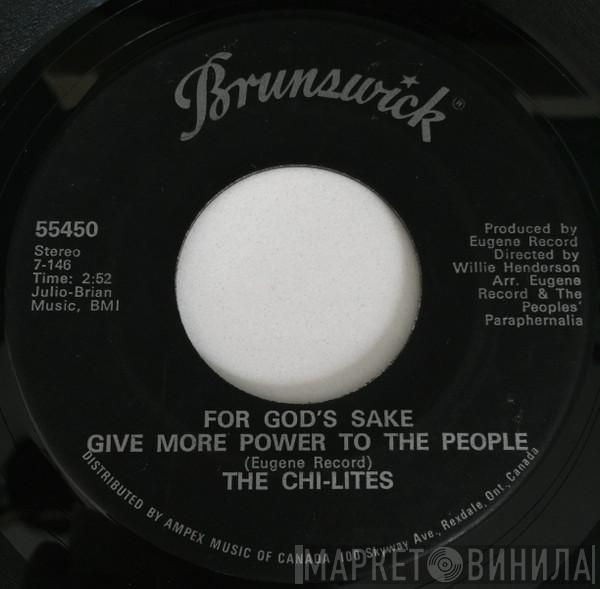 Brunswick®
55450
Stereo
7-146
Time: 2:52
Julio-Brian
Music, BMI
Produced by
Eugene Record
Directed by
Willie Henderson
Arr. Eugene
Record & The
Peoples'
Paraphernalia
FOR GOD'S SAKE
GIVE MORE POWER TO THE PEOPLE
(Eugene Record)
THE CHI-LITES
DISTRIBUTED BY AMPEX MUSIC OF CANADA 100 Skyway Ave., Rexdale, Ont. Canada
МАРКЕТ ВИНИЛА